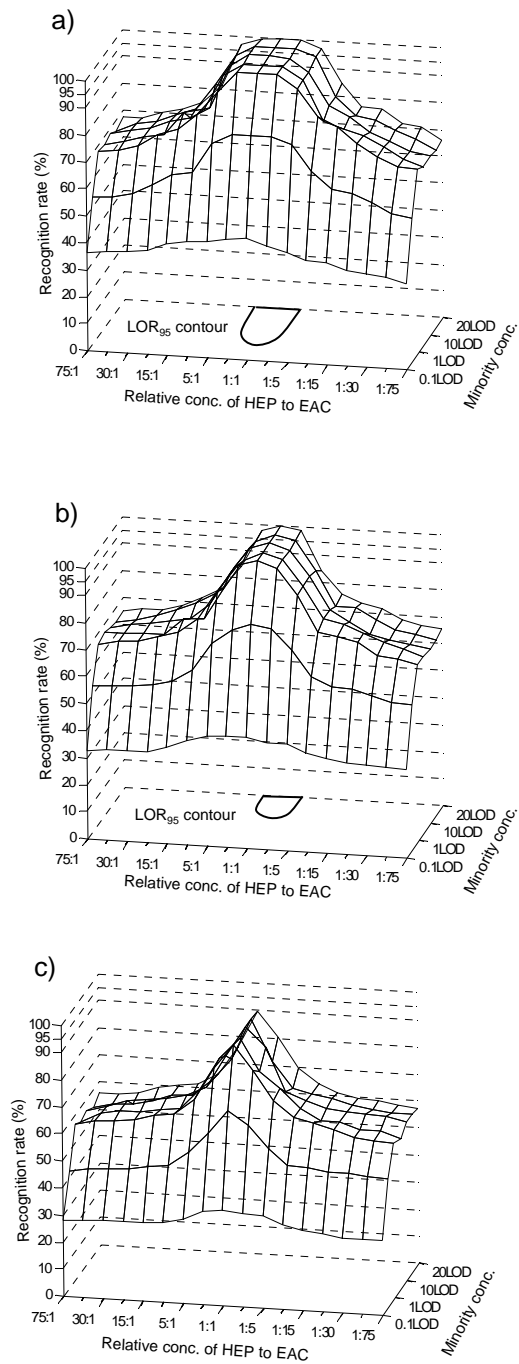 a)
100
95
90
80
70
60
50
40
30
20
10
0
Recognition rate (%)
LOR₉₅ contour
75:1 30:1 15:1 5:1 1:1 1:5 1:15 1:30 1:75
Relative conc. of HEP to EAC
20LOD
10LOD
1LOD
0.1LOD
Minority conc.
b)
100
95
90
80
70
60
50
40
30
20
10
0
Recognition rate (%)
LOR₉₅ contour
75:1 30:1 15:1 5:1 1:1 1:5 1:15 1:30 1:75
Relative conc. of HEP to EAC
20LOD
10LOD
1LOD
0.1LOD
Minority conc.
c)
100
95
90
80
70
60
50
40
30
20
10
0
Recognition rate (%)
75:1 30:1 15:1 5:1 1:1 1:5 1:15 1:30 1:75
Relative conc. of HEP to EAC
20LOD
10LOD
1LOD
0.1LOD
Minority conc.